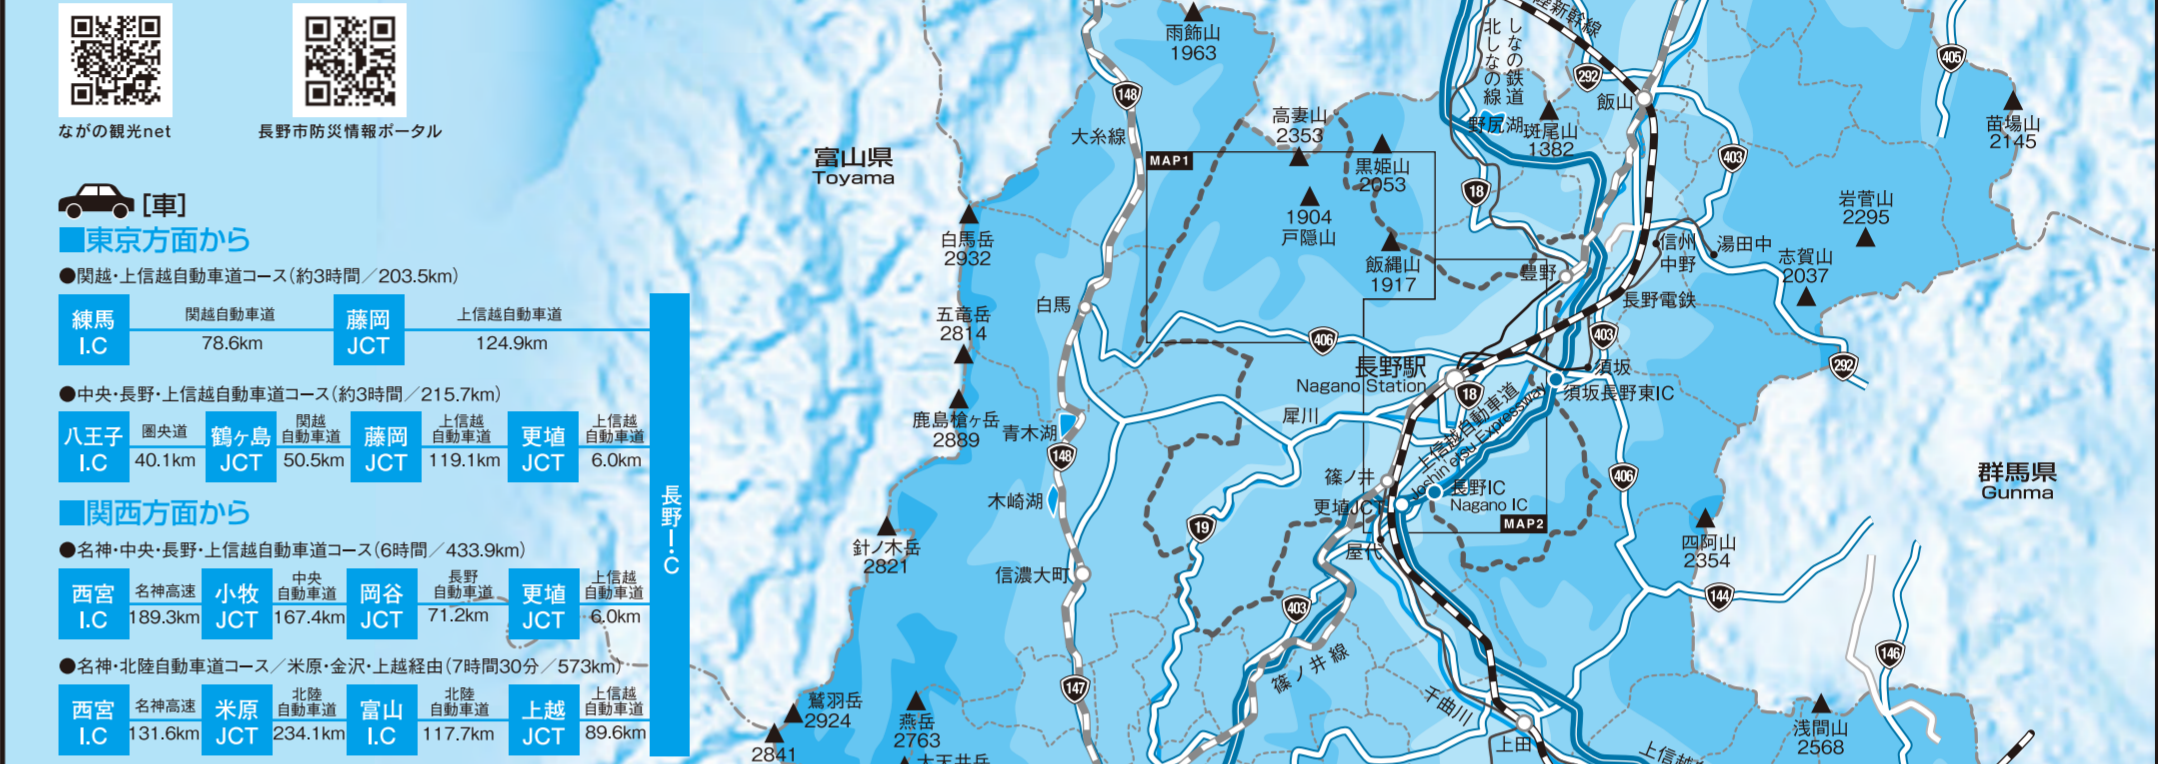 ながの観光net
長野市防災情報ポータル
[車]
■東京方面から
●関越・上信越自動車道コース(約3時間／203.5km)
練馬
I.C
関越自動車道
78.6km
藤岡
JCT
上信越自動車道
124.9km
●中央・長野・上信越自動車道コース(約3時間／215.7km)
八王子
I.C
圏央道
40.1km
鶴ヶ島
JCT
関越
自動車道
50.5km
藤岡
JCT
上信越
自動車道
119.1km
更埴
JCT
上信越
自動車道
6.0km
■関西方面から
●名神・中央・長野・上信越自動車道コース(6時間／433.9km)
西宮
I.C
名神高速
189.3km
小牧
JCT
中央
自動車道
167.4km
岡谷
JCT
長野
自動車道
71.2km
更埴
JCT
上信越
自動車道
6.0km
●名神・北陸自動車道コース／米原・金沢・上越経由(7時間30分／573km)
西宮
I.C
名神高速
131.6km
米原
JCT
北陸
自動車道
234.1km
富山
I.C
北陸
自動車道
117.7km
上越
JCT
上信越
自動車道
89.6km
長野I.C
雨飾山
1963
148
大糸線
富山県
Toyama
高妻山
2353
MAP1
黒姫山
2053
1904
戸隠山
飯縄山
1917
白馬岳
2932
五竜岳
2814
白馬
鹿島槍ヶ岳
2889
青木湖
148
木崎湖
針ノ木岳
2821
信濃大町
147
鷲羽岳
2924
2841
燕岳
2763
大天井岳
陸新幹線
しなの鉄道
北しなの線
292
飯山
野尻湖
斑尾山
1382
18
403
405
苗場山
2145
岩菅山
2295
信州
中野
湯田中
志賀山
2037
豊野
長野電鉄
403
406
長野駅
Nagano Station
18
須坂
須坂長野東IC
292
犀川
上信越自動車道
Joshin'etsu Expressway
篠ノ井
更埴JCT
長野IC
Nagano IC
MAP2
屋代
19
406
群馬県
Gunma
四阿山
2354
144
403
篠ノ井線
千曲川
上田
146
浅間山
2568
上信越